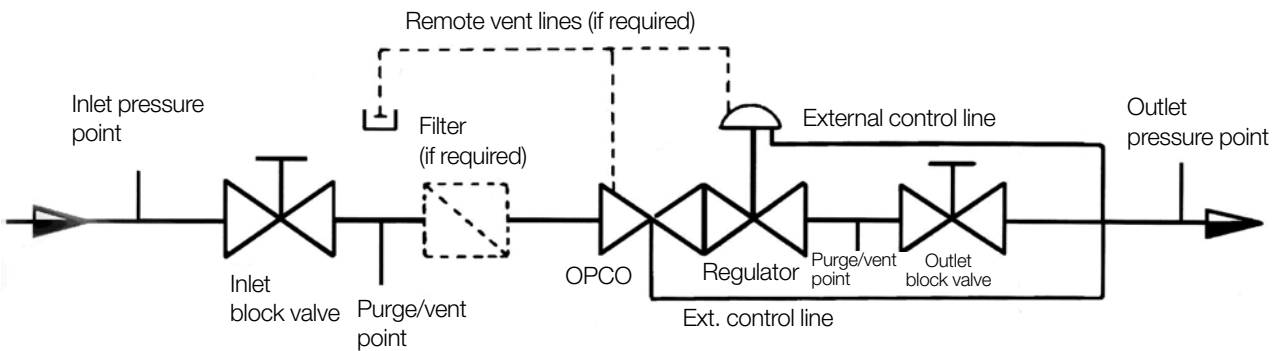 Remote vent lines (if required)
Inlet pressure
point
Filter
(if required)
External control line
Outlet
pressure point
Inlet
block valve
Purge/vent
point
OPCO
Regulator
Purge/vent
point
Outlet
block valve
Ext. control line